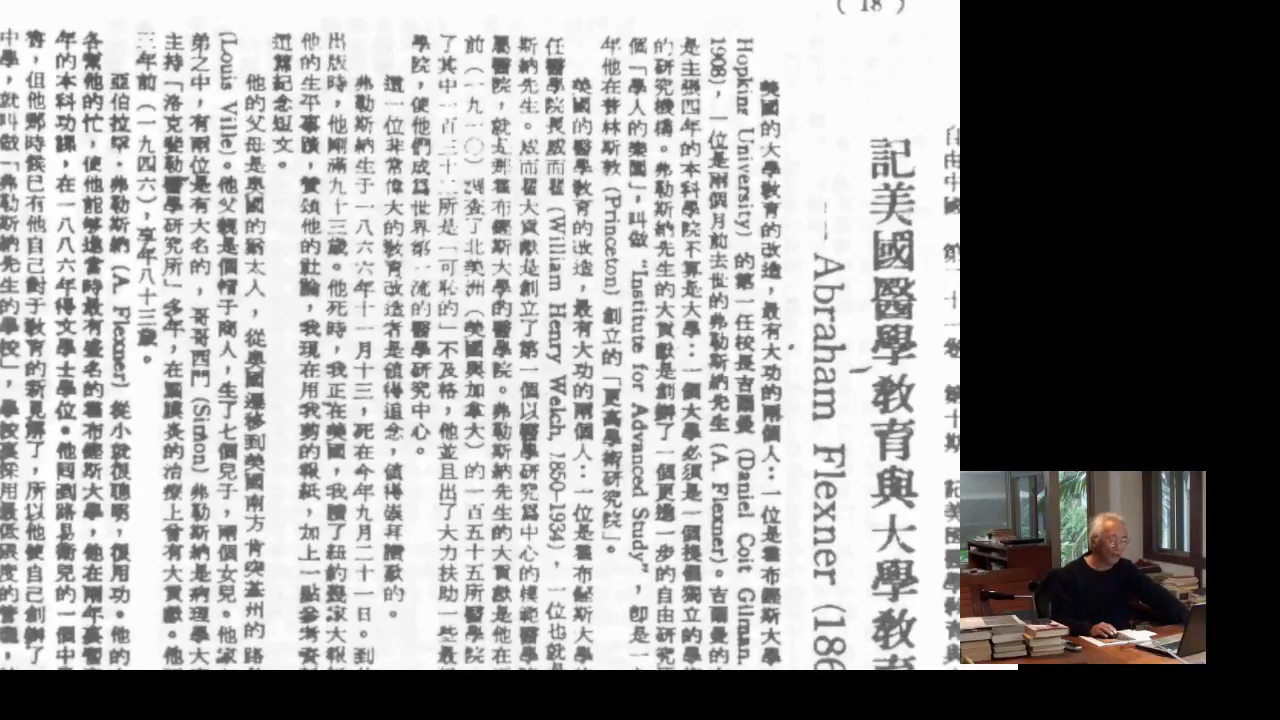 ( 18 )
自由中國 第二十一卷 第十期 記美國醫學教育與
記美國醫學教育與大學教育
—— Abraham Flexner (186
美國的大學教育的改造,最有大功的兩個人:一位是霍布鏗斯大學
Hopkins University) 的第一任校長吉爾曼 (Daniel Coit Gilman,
1908),一位是兩個月前去世的弗勒斯納先生 (A. Flexner)。吉爾曼的
是主張四年的本科學院不算是大學:一個大學必須是一個提倡獨立的學術
的研究機構。弗勒斯納先生的大貢獻是創辦了一個更進一步的自由研究
個「學人的樂園」,叫做 "Institute for Advanced Study",即是一
年他在普林斯敦 (Princeton) 創立的「更高學術研究院」。
美國的醫學教育的改造,最有大功的兩個人:一位是霍布鏗斯大學
任醫學院長威而瞿 (William Henry Welch, 1850-1934),一位也就是
斯納先生。威而瞿大貢獻是創立了第一個以醫學研究爲中心的模範醫學
屬醫院,就是那霍布鏗斯大學的醫學院。弗勒斯納先生的大貢獻是他在
前(一九一〇)調查了北美洲(美國與加拿大)的一百五十五所醫學院
了其中一百二十二所是「可恥的」不及格,他並且出了大力扶助一些最
學院,使他們成爲世界第一流的醫學研究中心。
這一位非常偉大的教育改造者是値得追念,値得崇拜讚歎的。
弗勒斯納生于一八六六年十一月十三,死在今年九月二十一日。到
出版時,他剛滿九十三歲。他死時,我正在美國,我讀了紐約幾家大報
他的生平事蹟,贊頌他的社論,我現在用我剪的報紙,加上一點參考資
這篇紀念短文。
他的父母是奧國的猶太人,從奧國遷移到美國南方肯突基州的路
(Louis Ville)。他父親是個帽子商人,生了七個兒子,兩個女兒。他家
弟之中,有兩位是有大名的,哥哥西門 (Simon) 弗勒斯納是病理學大
主持「洛克斐勒醫學研究所」多年,在腦膜炎的治療上曾有大貢獻。他
三年前(一九四六),享年八十三歲。
亞伯拉罕・弗勒斯納 (A. Flexner) 從小就很聰明,很用功。他的
各幫他的忙,使他能够進當時最有盛名的霍布鏗斯大學,他在兩年裏
年的本科功課,在一八八六年得文學士學位。他回到路易衞兒的一個中
書,但他那時候已有他自己對于教育的新見解了,所以他便自己創辦了
中學,就叫做「弗勒斯納先生的學校」,學校裏採用最低限度的管理,